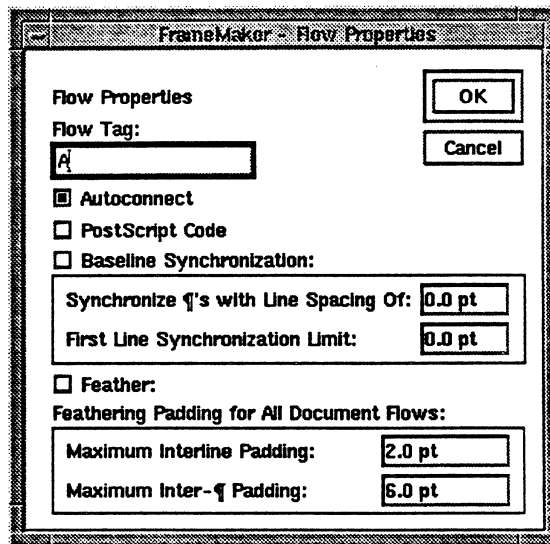 FrameMaker - Flow Properties
Flow Properties
OK
Flow Tag:
Cancel
A
Autoconnect
PostScript Code
Baseline Synchronization:
Synchronize ¶'s with Line Spacing Of: 0.0 pt
First Line Synchronization Limit: 0.0 pt
Feather:
Feathering Padding for All Document Flows:
Maximum Interline Padding: 2.0 pt
Maximum Inter-¶ Padding: 6.0 pt